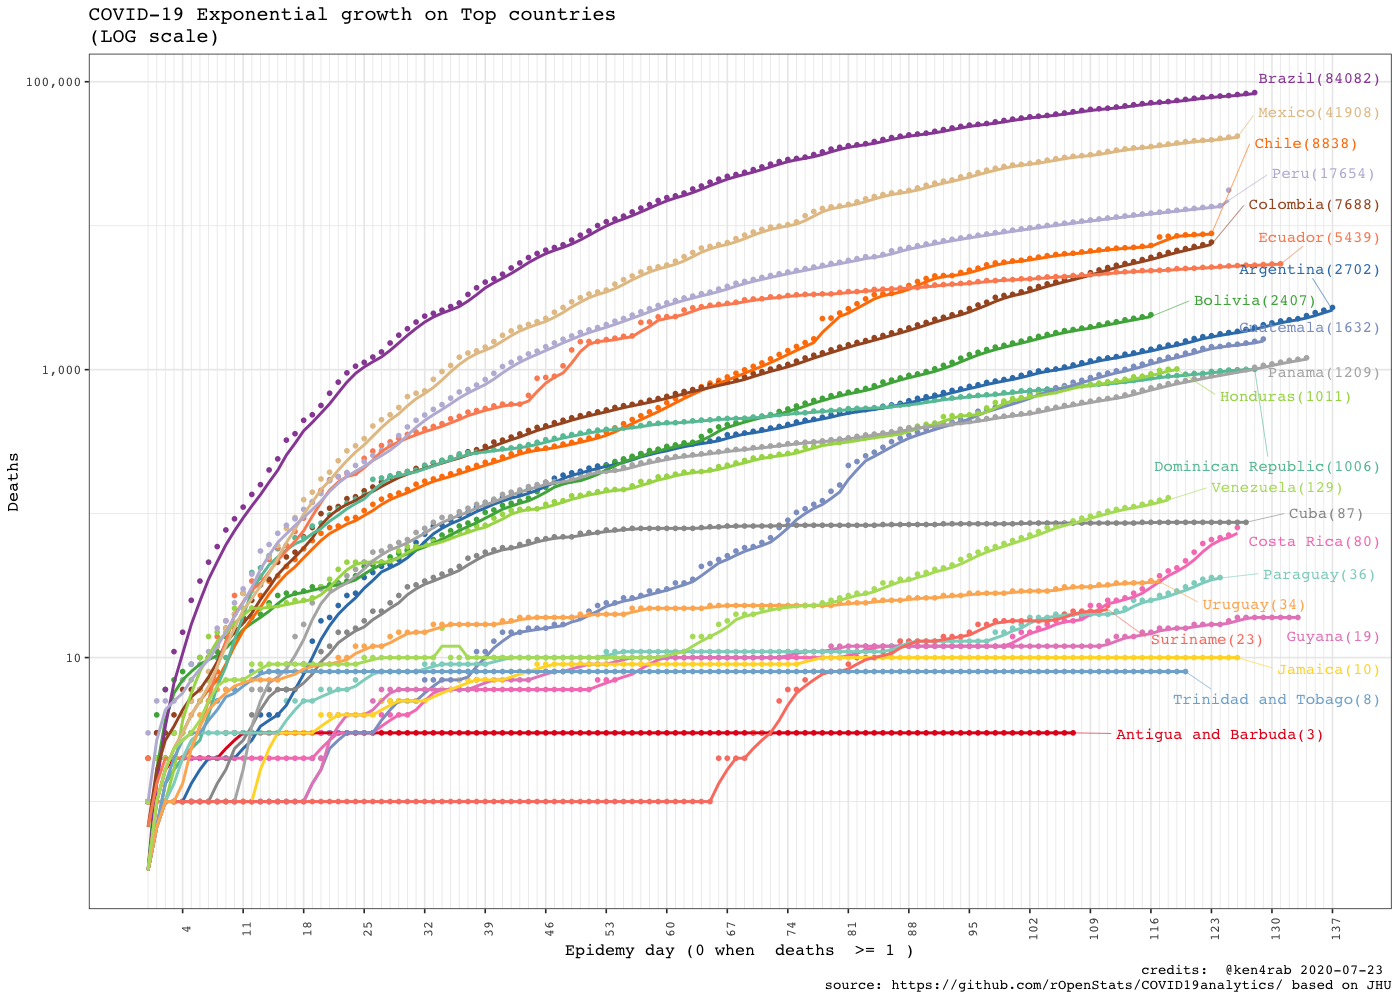 COVID-19 Exponential growth on Top countries
(LOG scale)
100,000
1,000
10
Deaths
Brazil(84082)
Mexico(41908)
Chile(8838)
Peru(17654)
Colombia(7688)
Ecuador(5439)
Argentina(2702)
Bolivia(2407)
Guatemala(1632)
Panama(1209)
Honduras(1011)
Dominican Republic(1006)
Venezuela(129)
Cuba(87)
Costa Rica(80)
Paraguay(36)
Uruguay(34)
Suriname(23)
Guyana(19)
Jamaica(10)
Trinidad and Tobago(8)
Antigua and Barbuda(3)
4 11 18 25 32 39 46 53 60 67 74 81 88 95 102 109 116 123 130 137
Epidemy day (0 when  deaths  >= 1 )
credits:  @ken4rab 2020-07-23
source: https://github.com/rOpenStats/COVID19analytics/ based on JHU